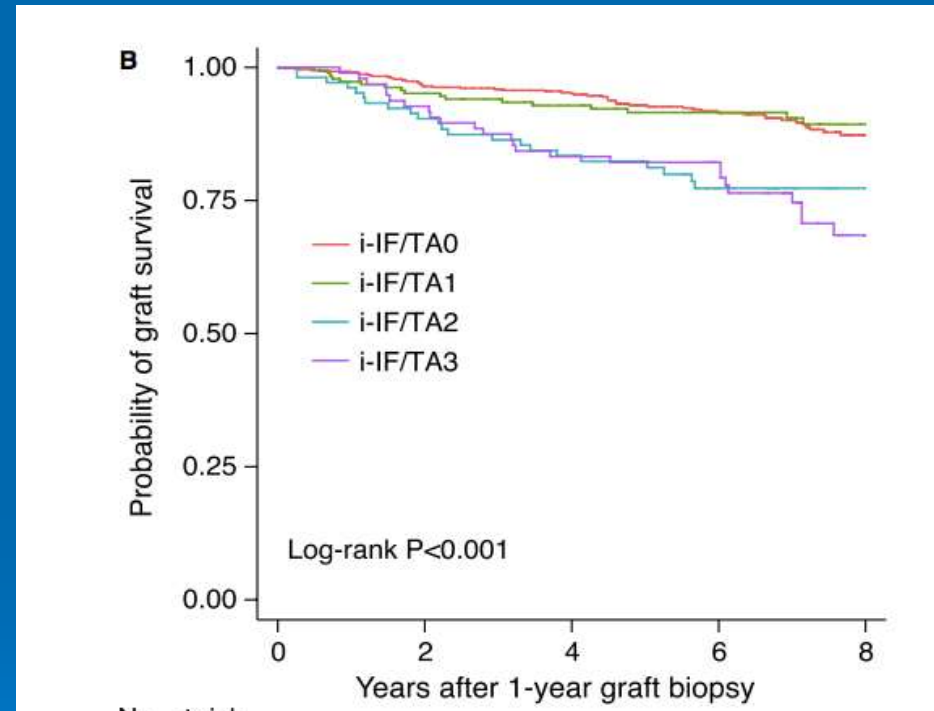 B
1.00
0.75
0.50
0.25
0.00
Probability of graft survival
i-IF/TA0
i-IF/TA1
i-IF/TA2
i-IF/TA3
Log-rank P<0.001
0 2 4 6 8
Years after 1-year graft biopsy